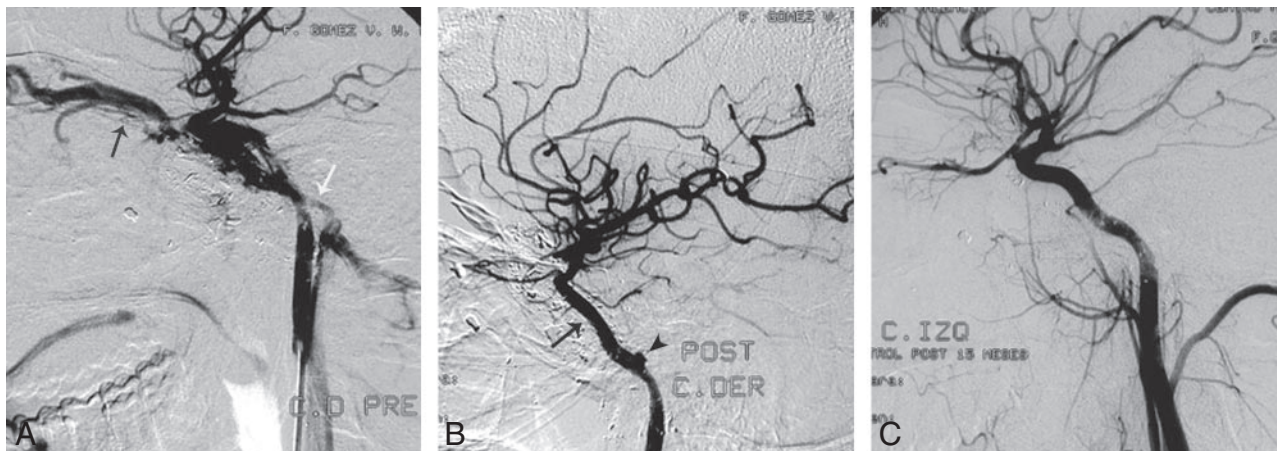 F. GOMEZ V. W.
C.D PRE
A
F. GOMEZ V.
POST
C.DER
B
C.IZQ
TROL POST 15 MESES
C